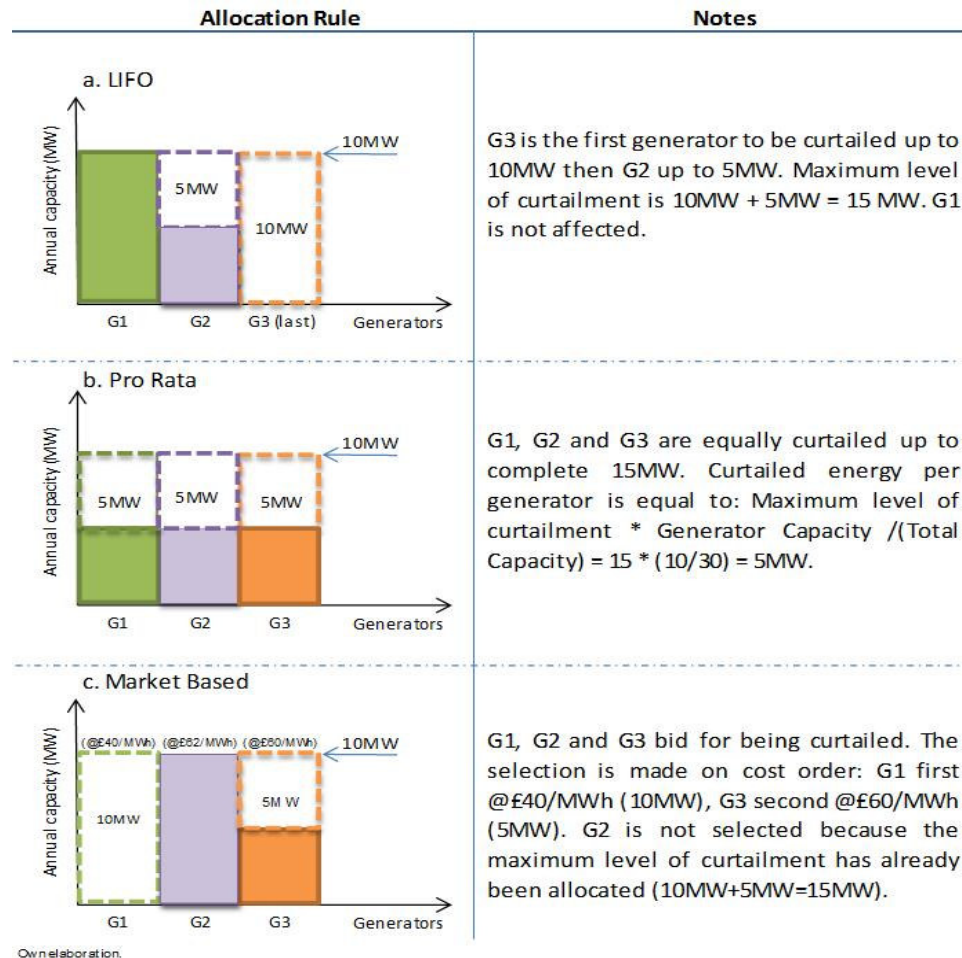 Allocation Rule
Notes
a. LIFO
Annual capacity (MW)
10MW
5MW
10MW
G1
G2
G3 (last)
Generators
G3 is the first generator to be curtailed up to
10MW then G2 up to 5MW. Maximum level
of curtailment is 10MW + 5MW = 15 MW. G1
is not affected.
b. Pro Rata
Annual capacity (MW)
10MW
5MW
5MW
5MW
G1
G2
G3
Generators
G1, G2 and G3 are equally curtailed up to
complete 15MW. Curtailed energy per
generator is equal to: Maximum level of
curtailment * Generator Capacity /(Total
Capacity) = 15 * (10/30) = 5MW.
c. Market Based
Annual capacity (MW)
(@£40/MWh) (@£62/MWh) (@£60/MWh)
10MW
5MW
10MW
G1
G2
G3
Generators
G1, G2 and G3 bid for being curtailed. The
selection is made on cost order: G1 first
@£40/MWh (10MW), G3 second @£60/MWh
(5MW). G2 is not selected because the
maximum level of curtailment has already
been allocated (10MW+5MW=15MW).
Own elaboration.